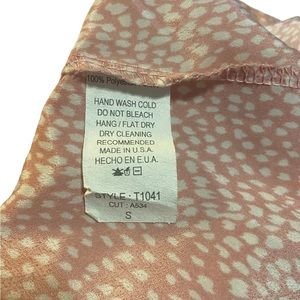 100% Polyester
HAND WASH COLD
DO NOT BLEACH
HANG / FLAT DRY
DRY CLEANING
RECOMMENDED
MADE IN U.S.A.
HECHO EN E.U.A.
STYLE : T1041
CUT : A534
S